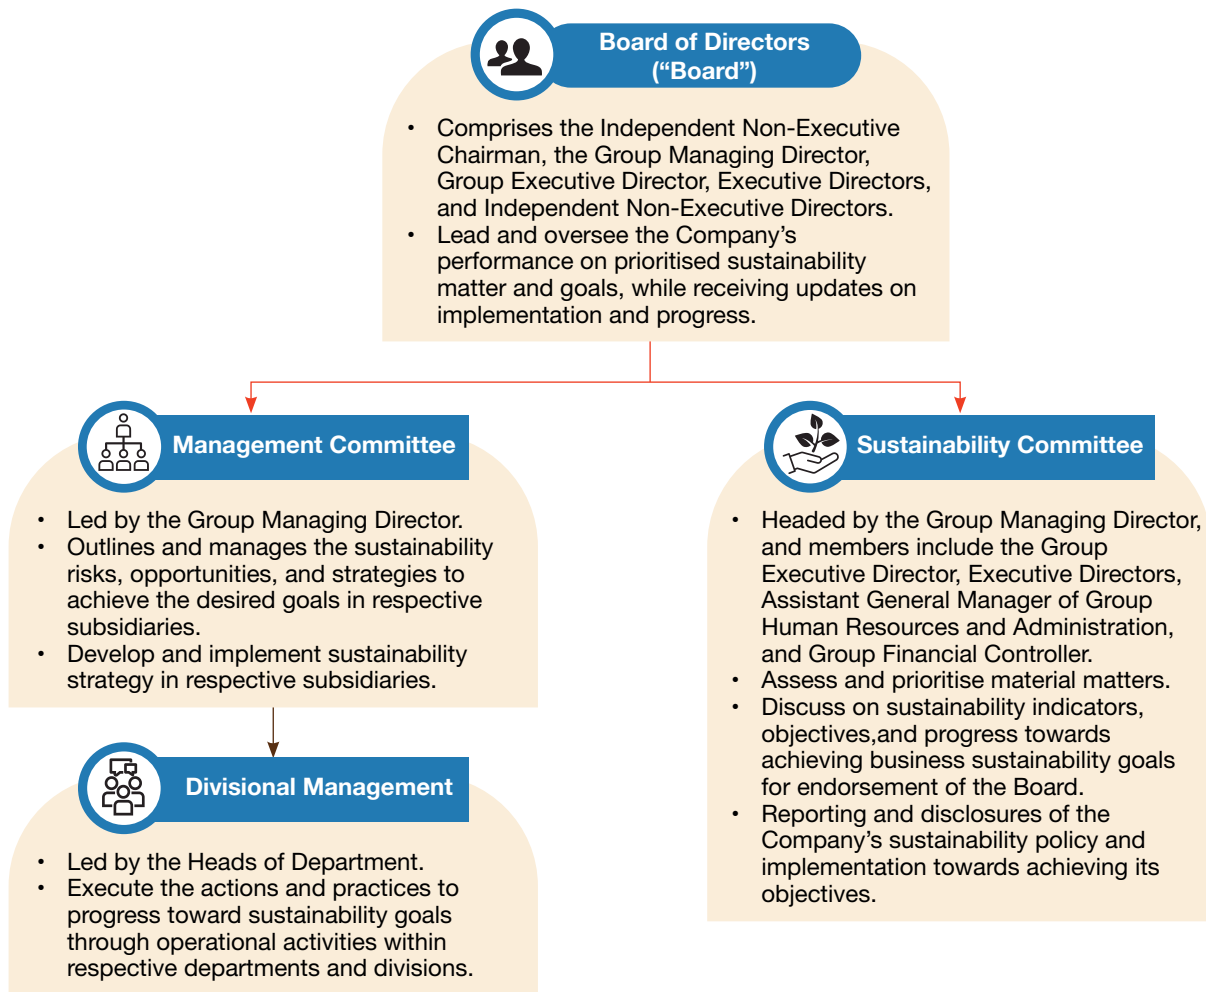 Board of Directors
(“Board”)
• Comprises the Independent Non-Executive
Chairman, the Group Managing Director,
Group Executive Director, Executive Directors,
and Independent Non-Executive Directors.
• Lead and oversee the Company’s
performance on prioritised sustainability
matter and goals, while receiving updates on
implementation and progress.
Management Committee
• Led by the Group Managing Director.
• Outlines and manages the sustainability
risks, opportunities, and strategies to
achieve the desired goals in respective
subsidiaries.
• Develop and implement sustainability
strategy in respective subsidiaries.
Divisional Management
• Led by the Heads of Department.
• Execute the actions and practices to
progress toward sustainability goals
through operational activities within
respective departments and divisions.
Sustainability Committee
• Headed by the Group Managing Director,
and members include the Group
Executive Director, Executive Directors,
Assistant General Manager of Group
Human Resources and Administration,
and Group Financial Controller.
• Assess and prioritise material matters.
• Discuss on sustainability indicators,
objectives,and progress towards
achieving business sustainability goals
for endorsement of the Board.
• Reporting and disclosures of the
Company’s sustainability policy and
implementation towards achieving its
objectives.